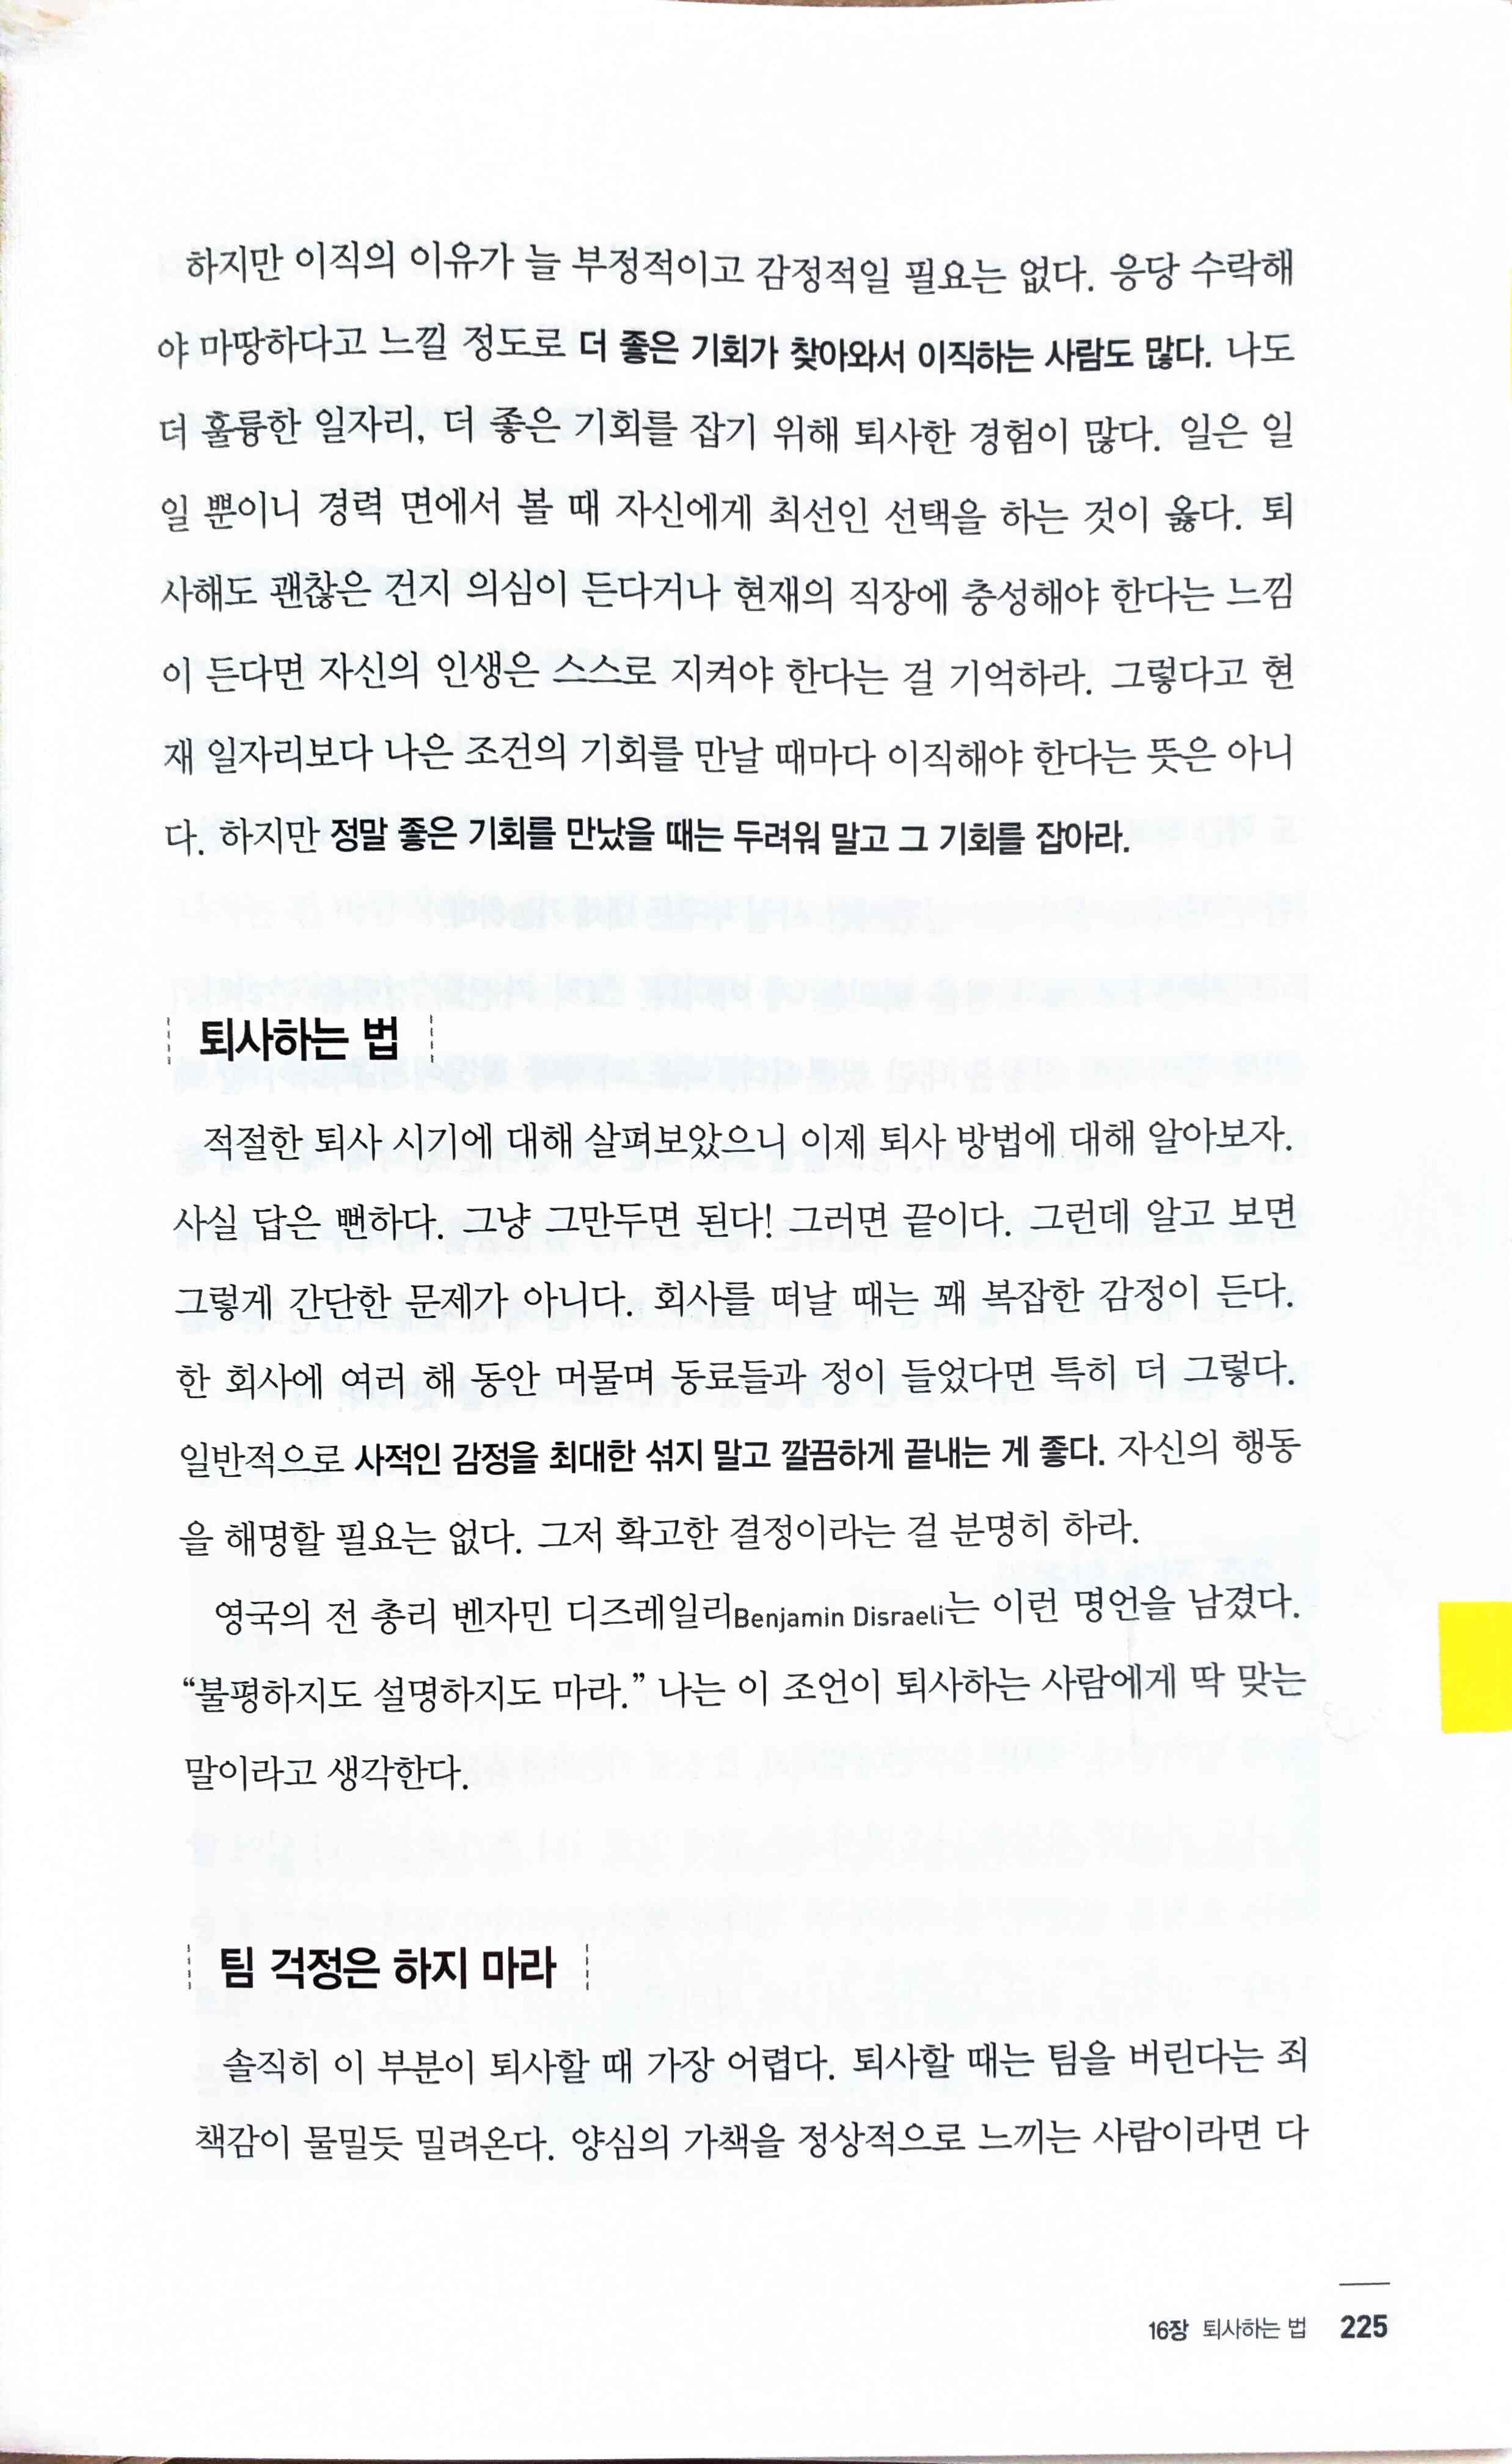 하지만 이직의 이유가 늘 부정적이고 감정적일 필요는 없다. 응당 수락해
야 마땅하다고 느낄 정도로 더 좋은 기회가 찾아와서 이직하는 사람도 많다. 나도
더 훌륭한 일자리, 더 좋은 기회를 잡기 위해 퇴사한 경험이 많다. 일은 일
일 뿐이니 경력 면에서 볼 때 자신에게 최선인 선택을 하는 것이 옳다. 퇴
사해도 괜찮은 건지 의심이 든다거나 현재의 직장에 충성해야 한다는 느낌
이 든다면 자신의 인생은 스스로 지켜야 한다는 걸 기억하라. 그렇다고 현
재 일자리보다 나은 조건의 기회를 만날 때마다 이직해야 한다는 뜻은 아니
다. 하지만 정말 좋은 기회를 만났을 때는 두려워 말고 그 기회를 잡아라.
퇴사하는 법
적절한 퇴사 시기에 대해 살펴보았으니 이제 퇴사 방법에 대해 알아보자.
사실 답은 뻔하다. 그냥 그만두면 된다! 그러면 끝이다. 그런데 알고 보면
그렇게 간단한 문제가 아니다. 회사를 떠날 때는 꽤 복잡한 감정이 든다.
한 회사에 여러 해 동안 머물며 동료들과 정이 들었다면 특히 더 그렇다.
일반적으로 사적인 감정을 최대한 섞지 말고 깔끔하게 끝내는 게 좋다. 자신의 행동
을 해명할 필요는 없다. 그저 확고한 결정이라는 걸 분명히 하라.
영국의 전 총리 벤자민 디즈레일리Benjamin Disraeli는 이런 명언을 남겼다.
“불평하지도 설명하지도 마라.” 나는 이 조언이 퇴사하는 사람에게 딱 맞는
말이라고 생각한다.
팀 걱정은 하지 마라
솔직히 이 부분이 퇴사할 때 가장 어렵다. 퇴사할 때는 팀을 버린다는 죄
책감이 물밀듯 밀려온다. 양심의 가책을 정상적으로 느끼는 사람이라면 다
16장 퇴사하는 법 225